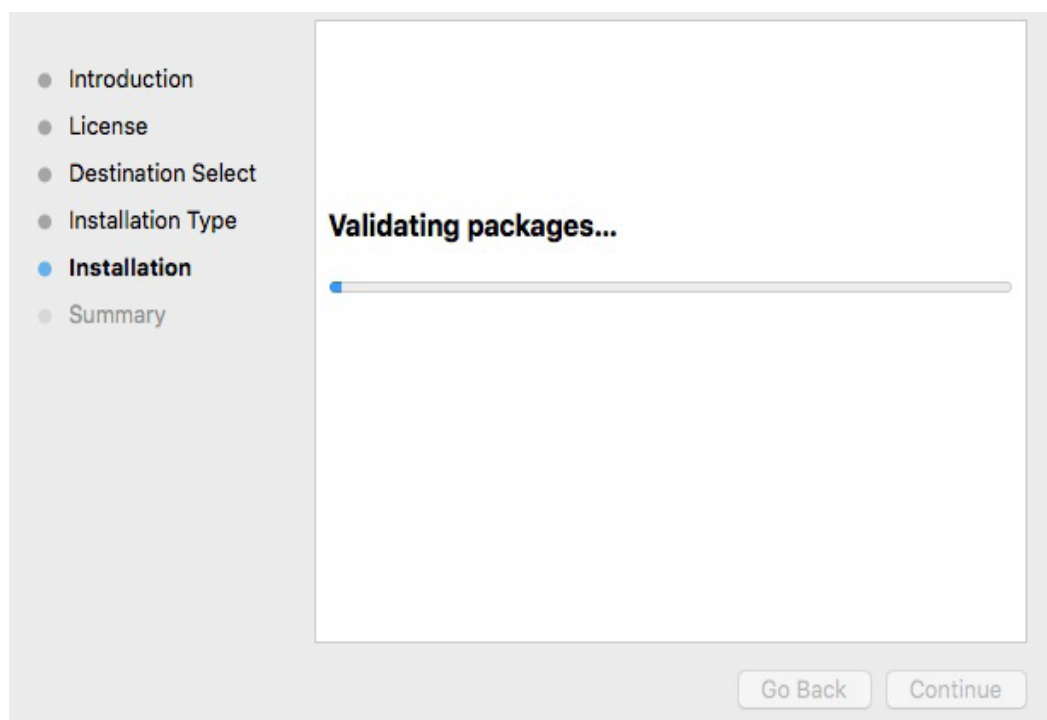 Introduction
License
Destination Select
Installation Type
Installation
Summary
Validating packages...
Go Back
Continue